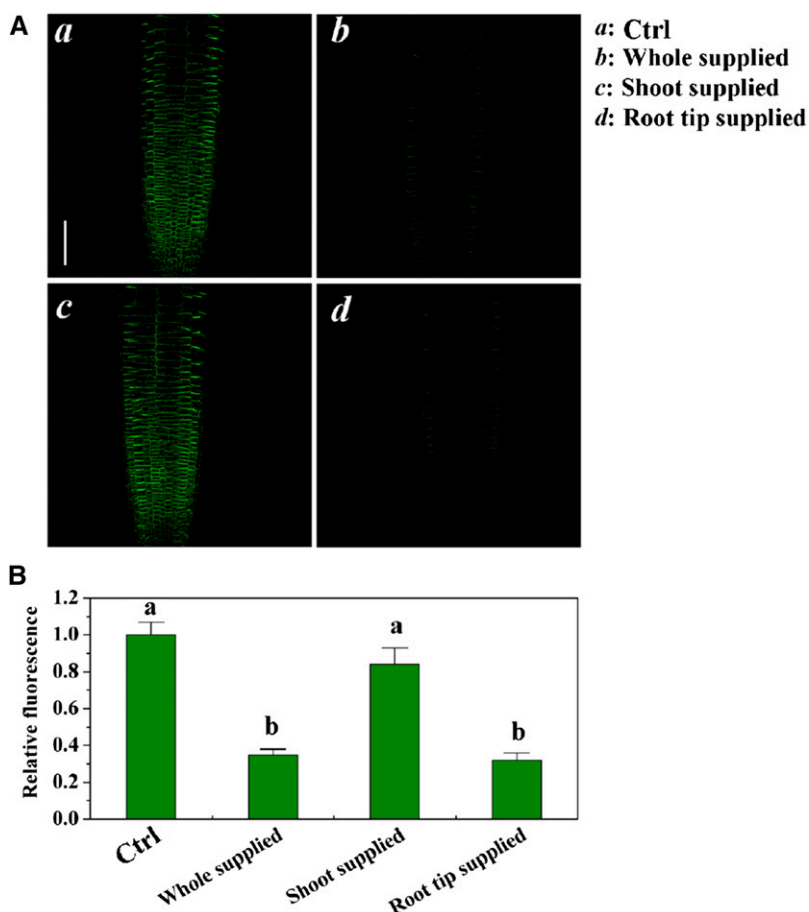 A
a
b
a: Ctrl
b: Whole supplied
c: Shoot supplied
d: Root tip supplied
c
d
B
Relative fluorescence
1.2
1.0
0.8
0.6
0.4
0.2
0.0
a
b
a
b
Ctrl
Whole supplied
Shoot supplied
Root tip supplied